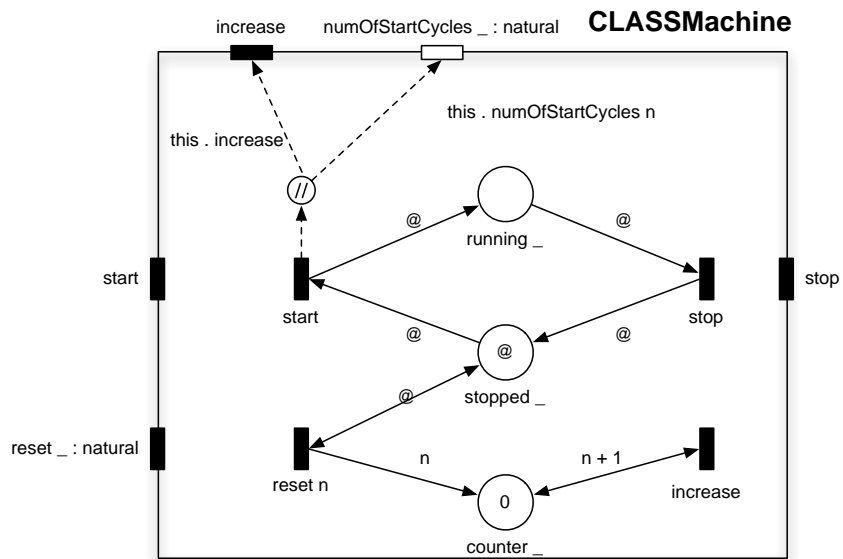 CLASSMachine
increase
numOfStartCycles _ : natural
this . numOfStartCycles n
this . increase
//
@
@
running _
start
start
stop
stop
@
@
@
stopped _
@
reset _ : natural
reset n
n
n + 1
0
increase
counter _